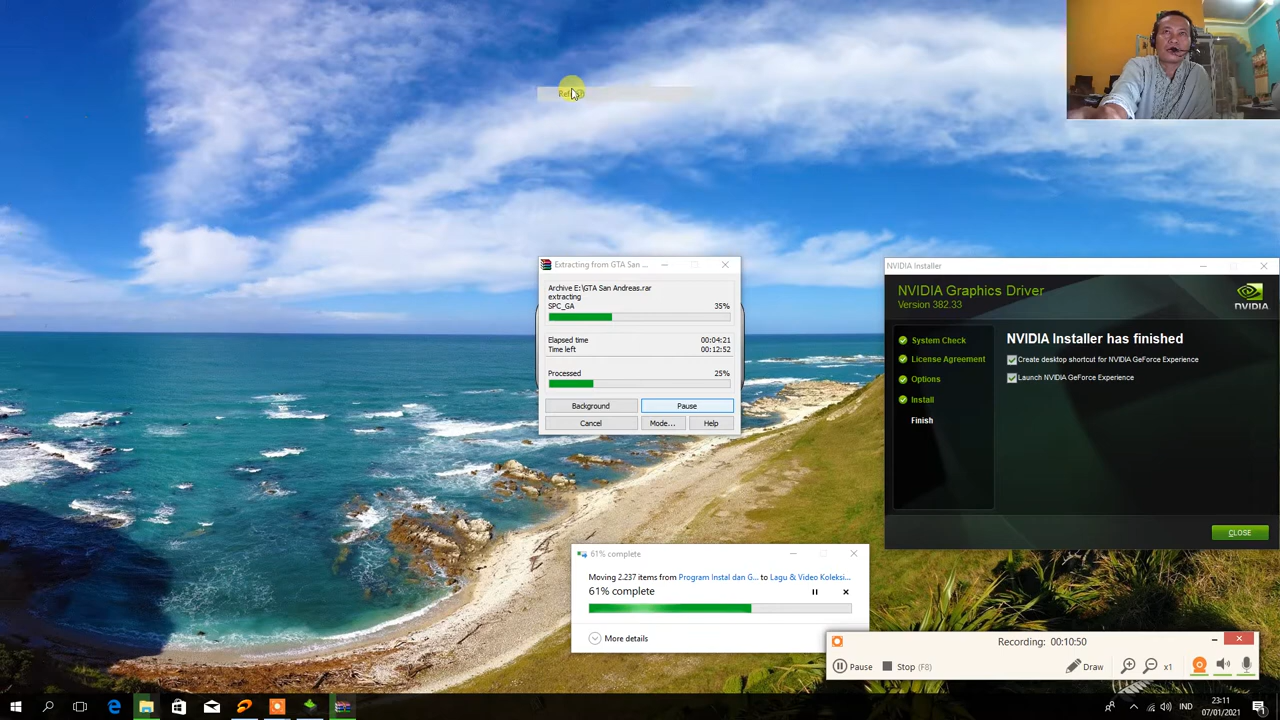 Extracting from GTA San ...
Archive E:\GTA San Andreas.rar
extracting
SPC_GA 35%
Elapsed time 00:04:21
Time left 00:12:52
Processed 25%
Background Pause
Cancel Mode... Help
NVIDIA Installer
NVIDIA Graphics Driver
Version 382.33
NVIDIA
System Check
License Agreement
Options
Install
Finish
NVIDIA Installer has finished
Create desktop shortcut for NVIDIA GeForce Experience
Launch NVIDIA GeForce Experience
CLOSE
61% complete
Moving 2.237 items from Program Instal dan G... to Lagu & Video Koleksi...
61% complete
More details
Recording: 00:10:50
Pause Stop (F8) Draw x1
IND
23:11
07/01/2021